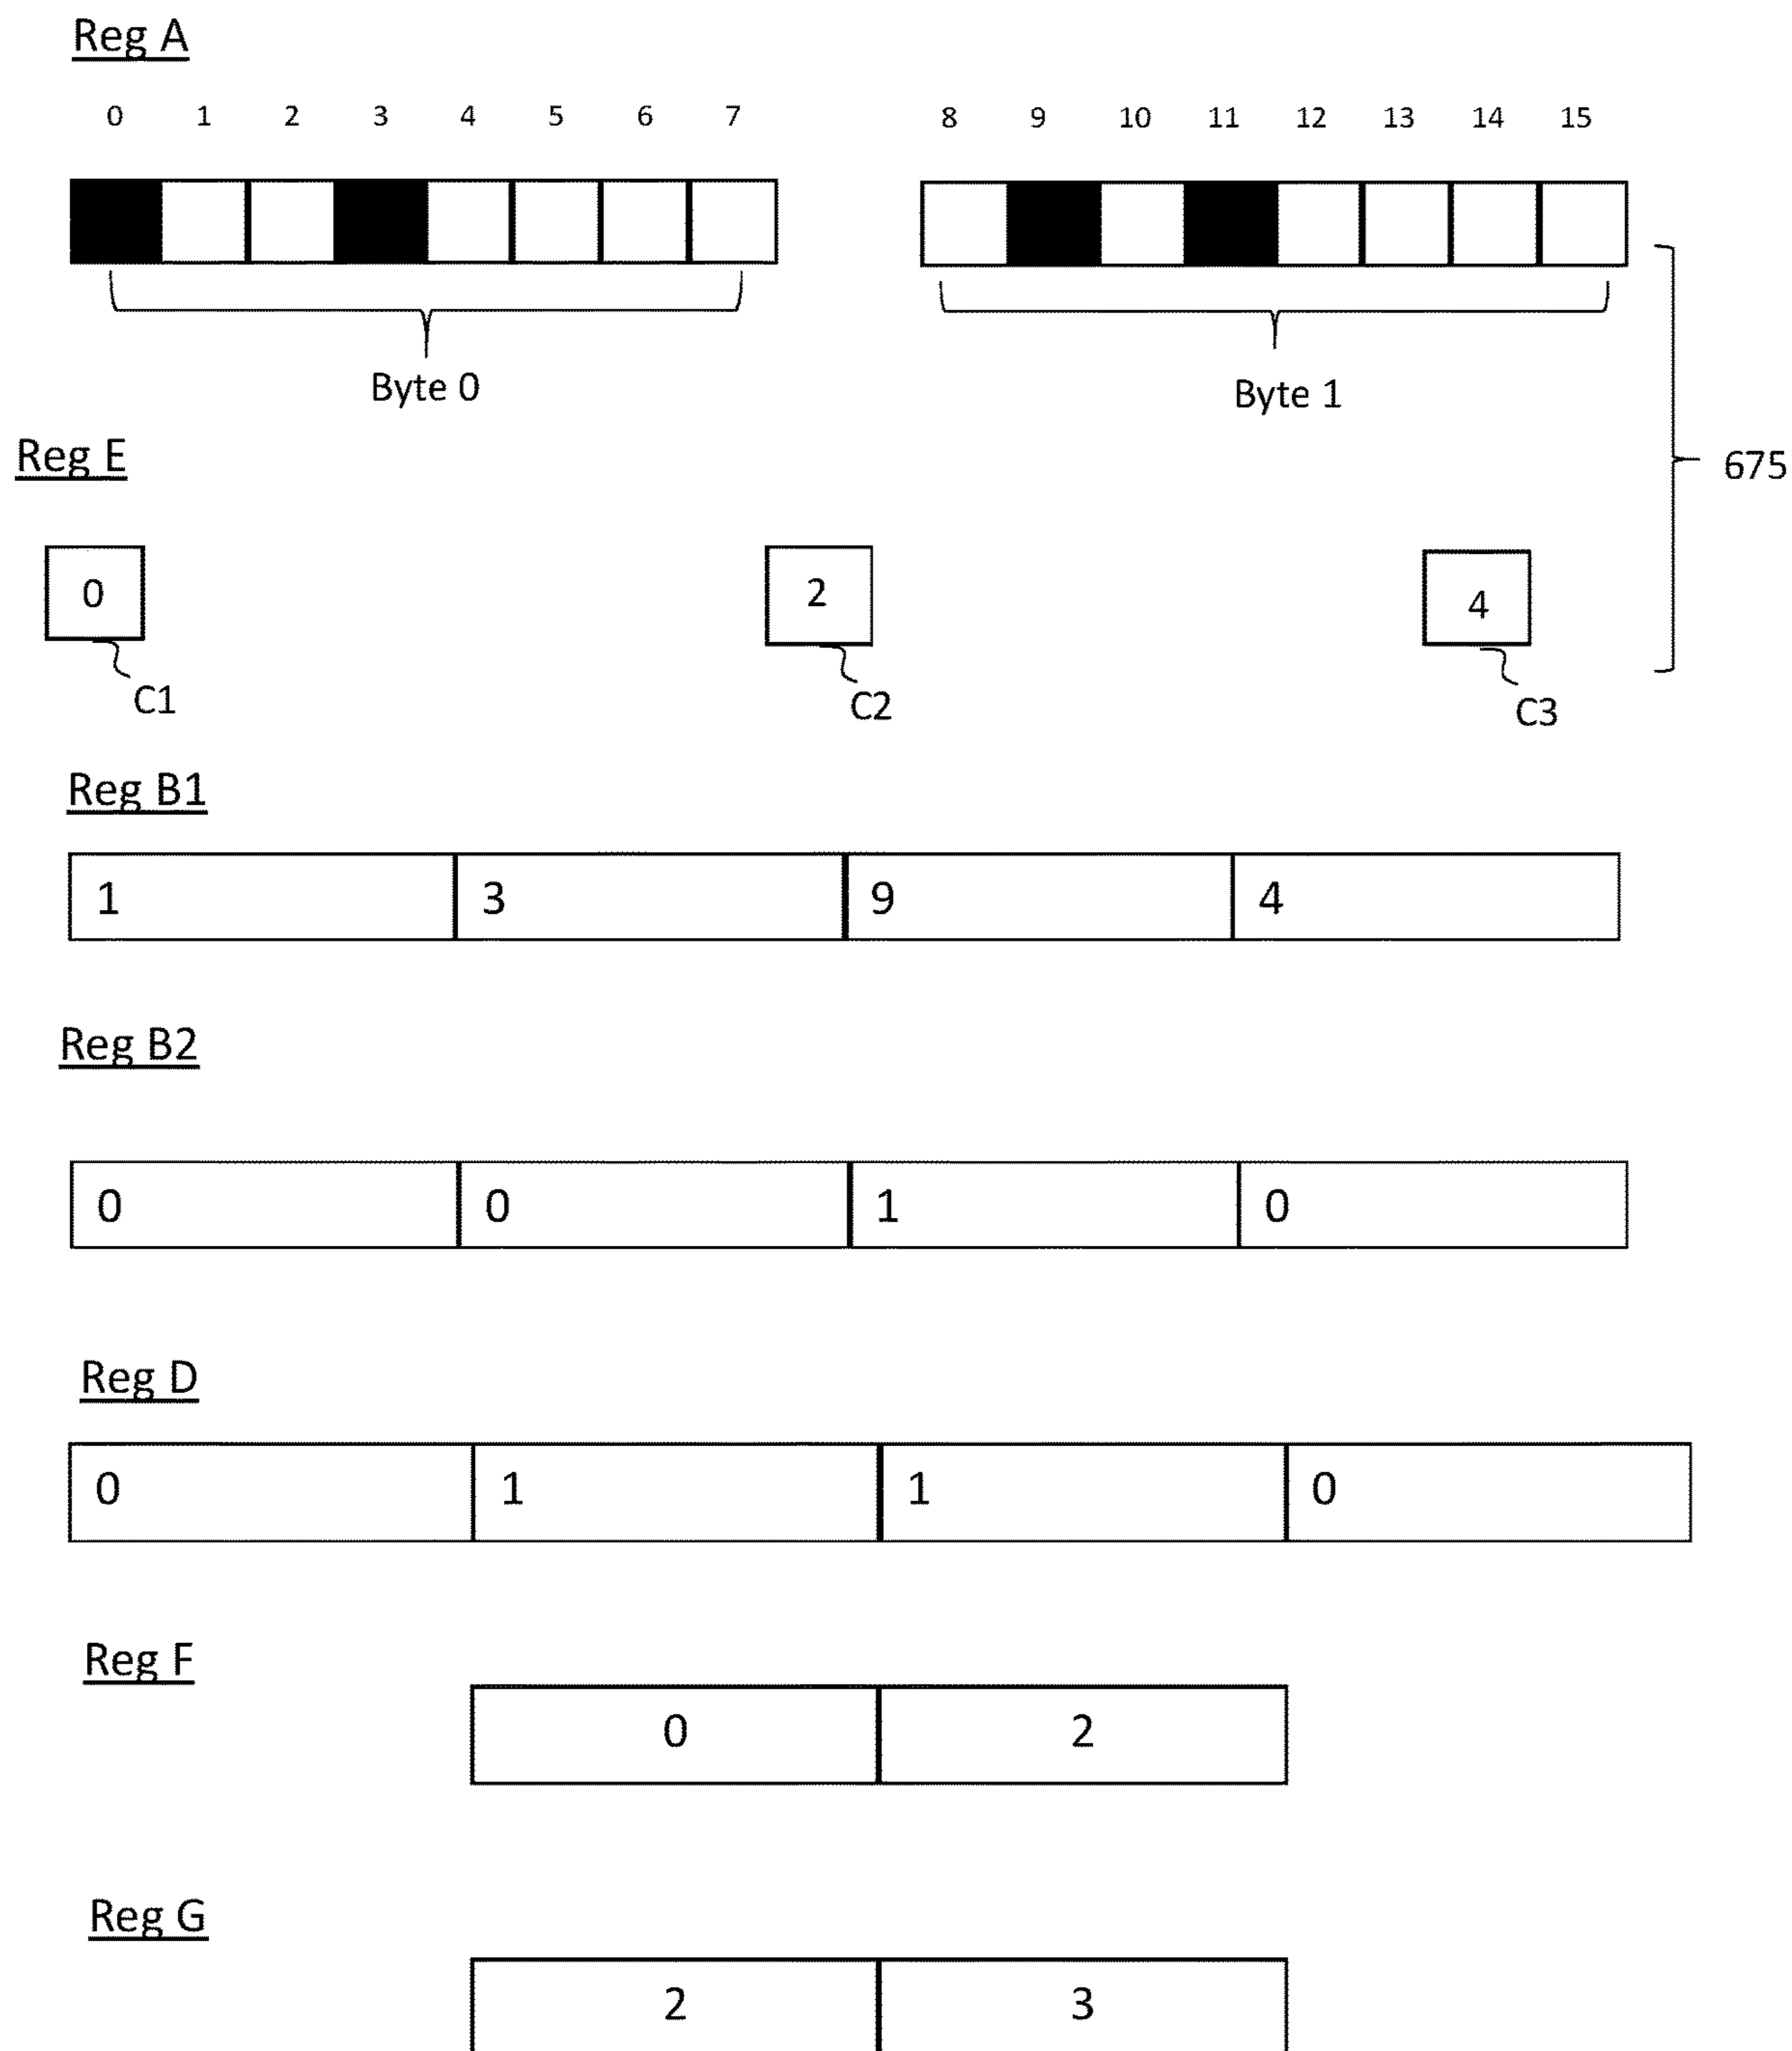 Reg A
0 1 2 3 4 5 6 7 8 9 10 11 12 13 14 15
Byte 0 Byte 1
Reg E
675
0 2 4
C1 C2 C3
Reg B1
1 3 9 4
Reg B2
0 0 1 0
Reg D
0 1 1 0
Reg F
0 2
Reg G
2 3